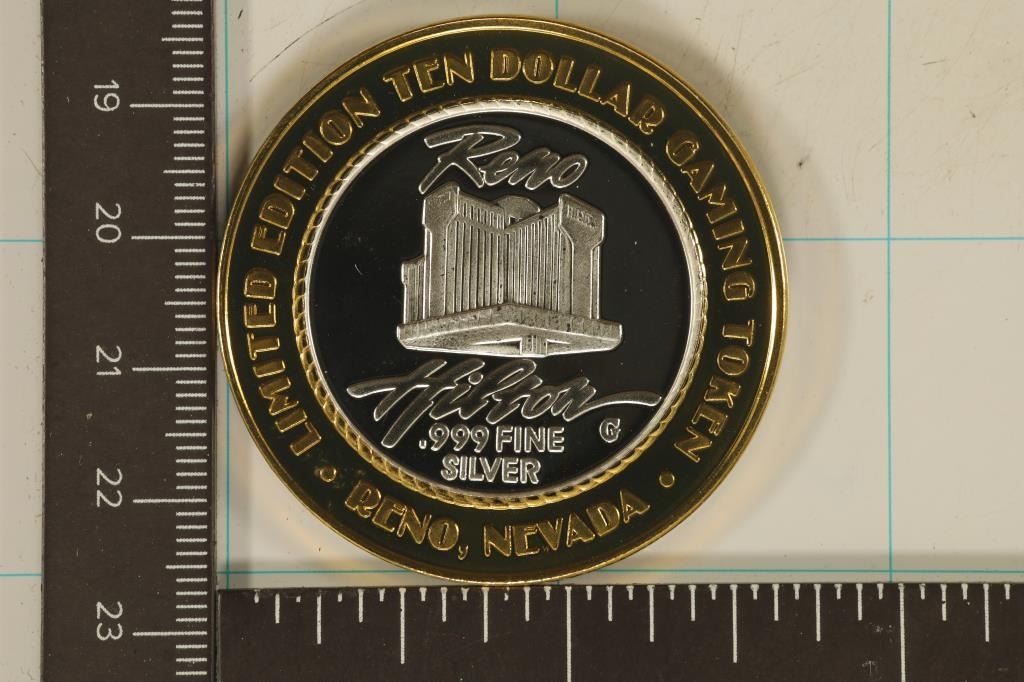 LIMITED EDITION TEN DOLLAR GAMING TOKEN
• RENO, NEVADA •
Reno
Hilton
.999 FINE
SILVER
G
19
20
21
22
23